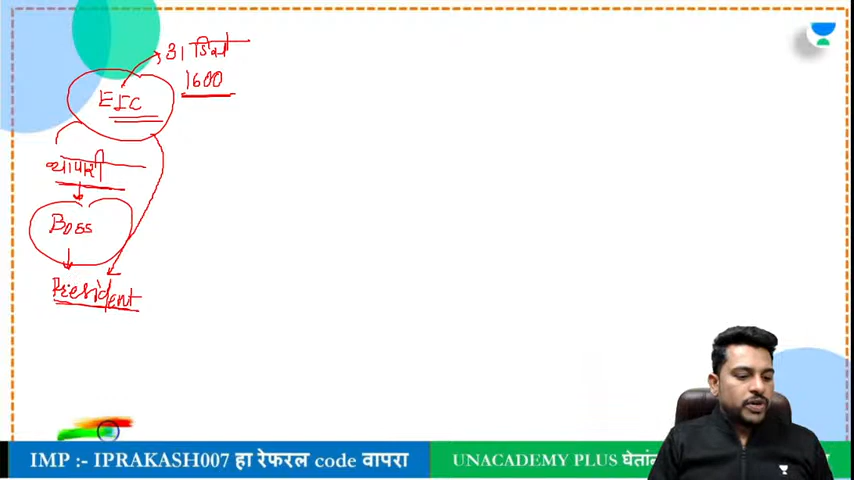 31 डिसें
1600
EIC
व्यापारी
Boss
President
IMP :- IPRAKASH007 हा रेफरल code वापरा
UNACADEMY PLUS घेतांना